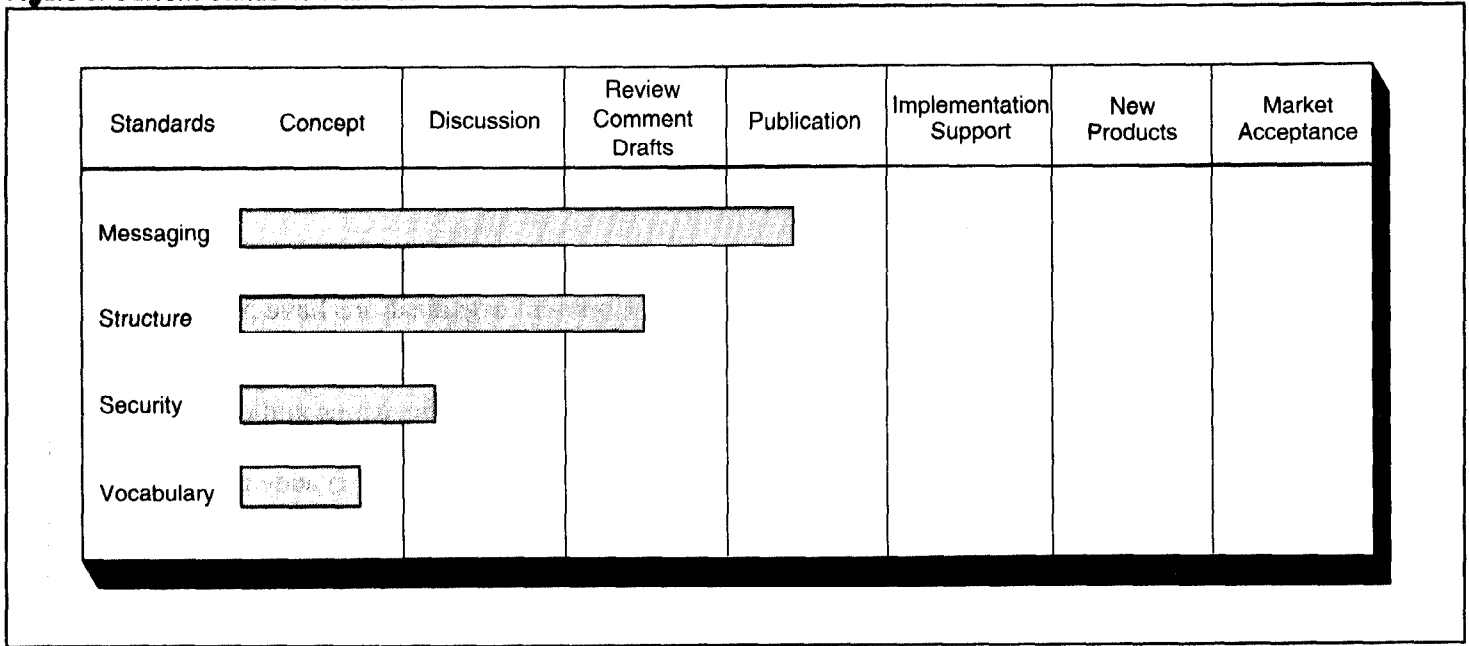 Standards
Concept
Discussion
Review
Comment
Drafts
Publication
Implementation
Support
New
Products
Market
Acceptance
Messaging
Structure
Security
Vocabulary